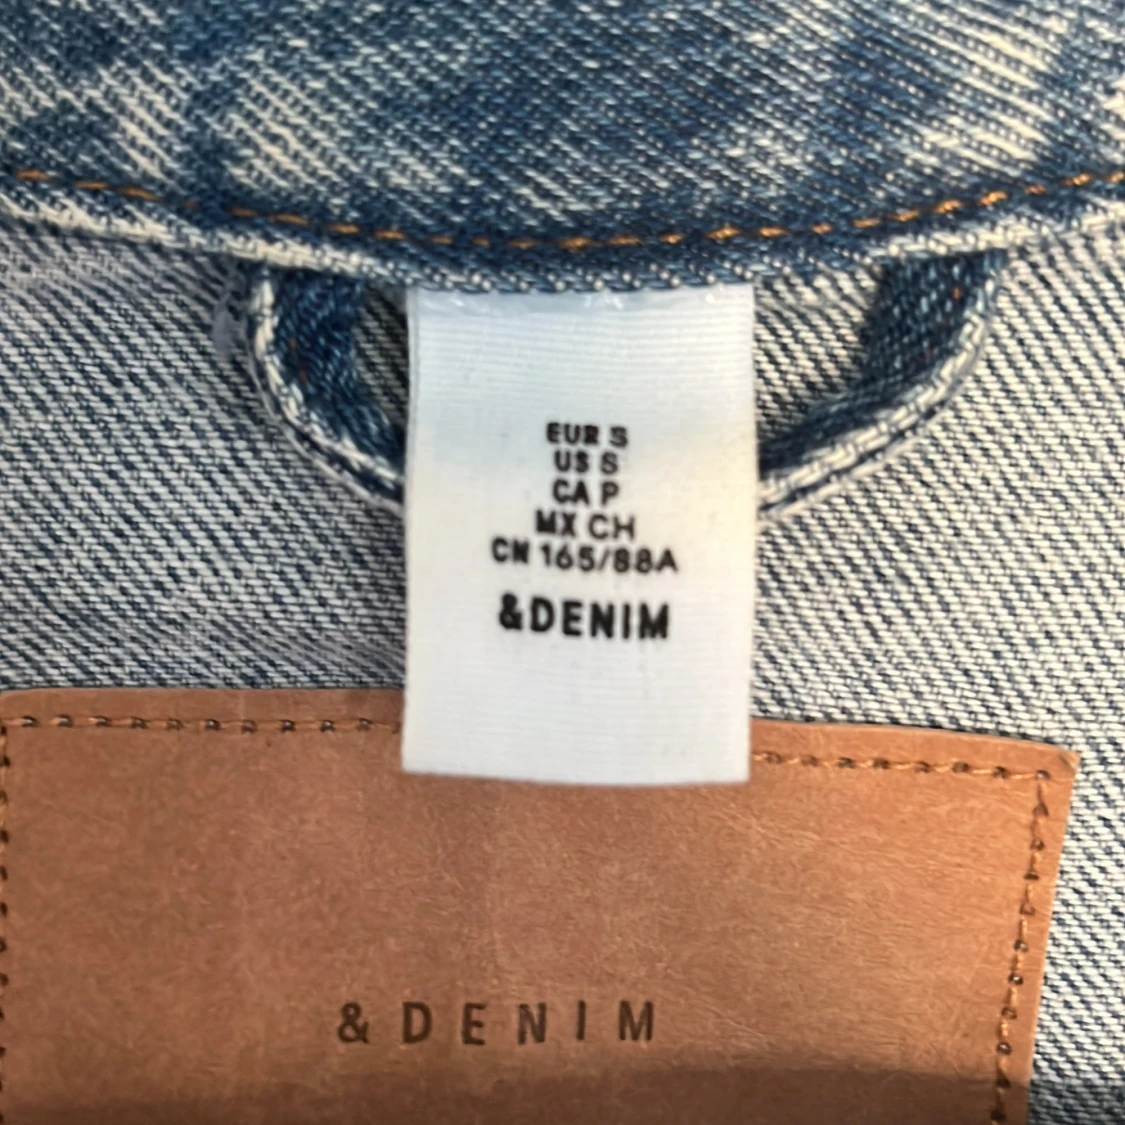 EUR S
US S
CA P
MX CH
CN 165/88A
&DENIM
& DENIM